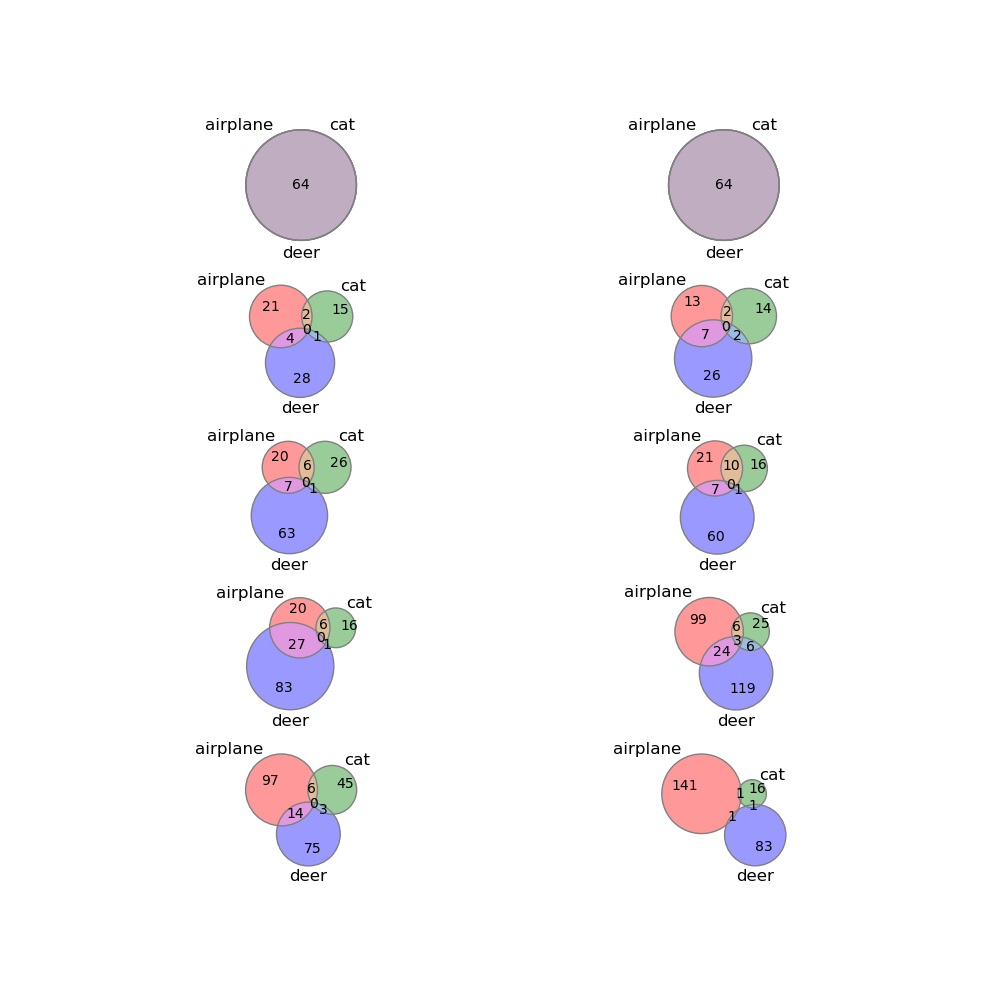 airplane cat
64
deer
airplane cat
64
deer
airplane cat
21 2 15
0 1
4
28
deer
airplane cat
13 2 14
0 2
7
26
deer
airplane cat
20 6 26
7 0 1
63
deer
airplane cat
21 10 16
7 0 1
60
deer
airplane cat
20 6 16
0 1
27
83
deer
airplane cat
99 6 25
3 6
24
119
deer
airplane cat
97 6 45
0 3
14
75
deer
airplane cat
141 1 16
1 1
83
deer